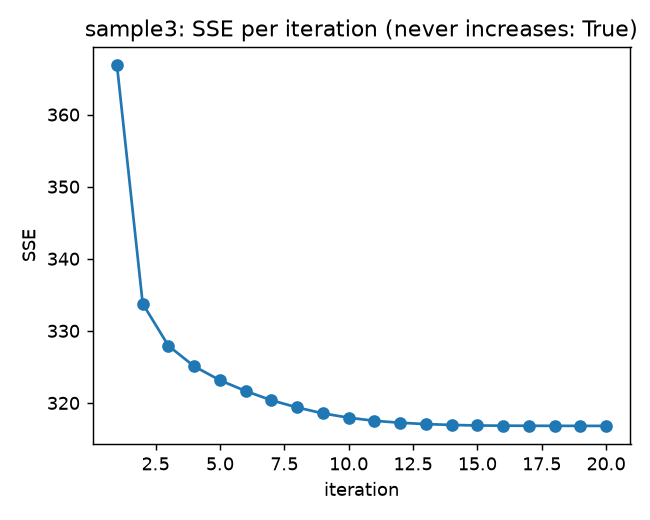 sample3: SSE per iteration (never increases: True)
SSE
360
350
340
330
320
2.5 5.0 7.5 10.0 12.5 15.0 17.5 20.0
iteration